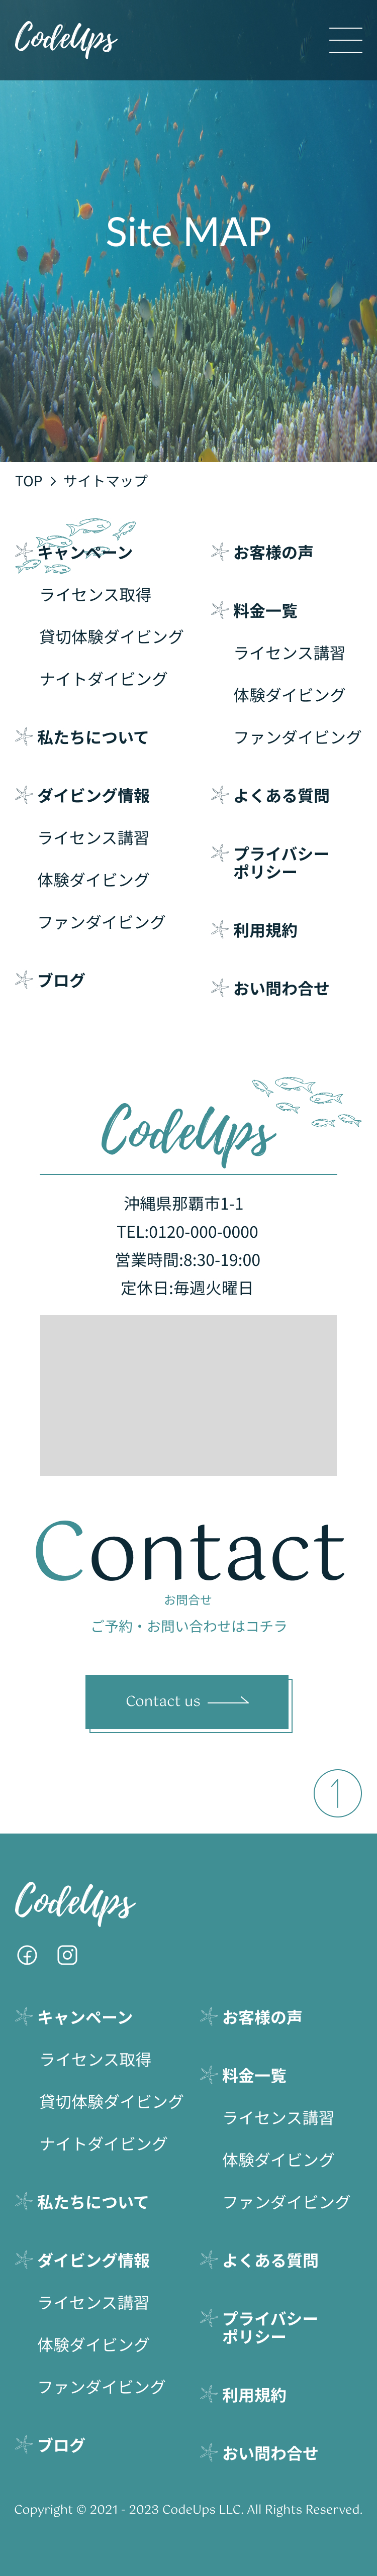 CodeUps
Site MAP
TOP > サイトマップ
キャンペーン
ライセンス取得
貸切体験ダイビング
ナイトダイビング
私たちについて
ダイビング情報
ライセンス講習
体験ダイビング
ファンダイビング
ブログ
お客様の声
料金一覧
ライセンス講習
体験ダイビング
ファンダイビング
よくある質問
プライバシー
ポリシー
利用規約
おい問わ合せ
CodeUps
沖縄県那覇市1-1
TEL:0120-000-0000
営業時間:8:30-19:00
定休日:毎週火曜日
Contact
お問合せ
ご予約・お問い合わせはコチラ
Contact us
CodeUps
キャンペーン
ライセンス取得
貸切体験ダイビング
ナイトダイビング
私たちについて
ダイビング情報
ライセンス講習
体験ダイビング
ファンダイビング
ブログ
お客様の声
料金一覧
ライセンス講習
体験ダイビング
ファンダイビング
よくある質問
プライバシー
ポリシー
利用規約
おい問わ合せ
Copyright © 2021 - 2023 CodeUps LLC. All Rights Reserved.